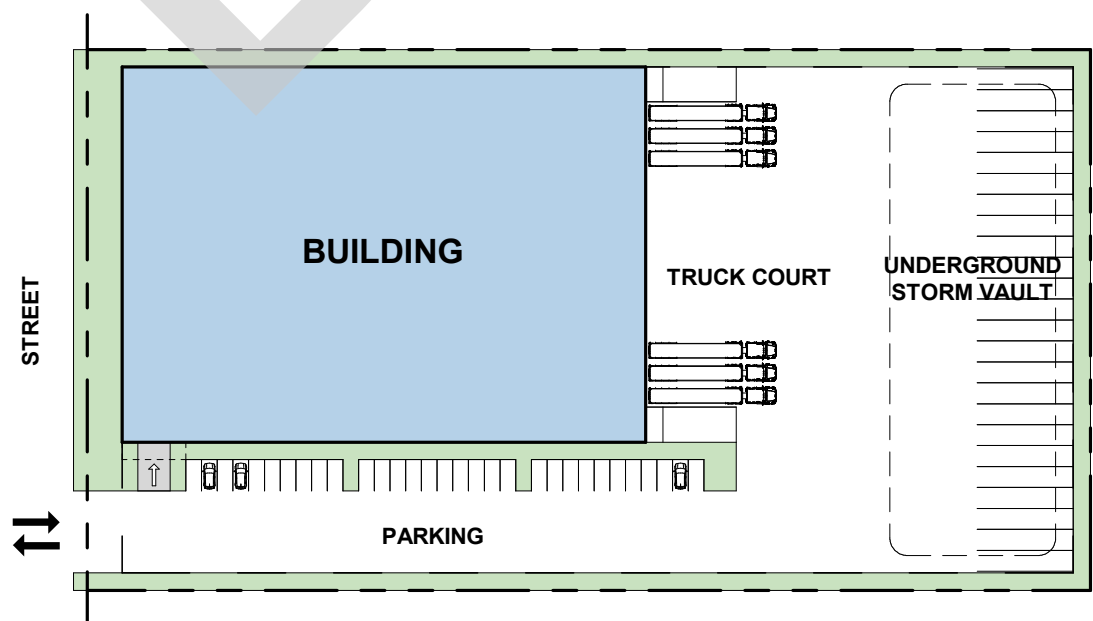 BUILDING
TRUCK COURT
UNDERGROUND
STORM VAULT
STREET
PARKING